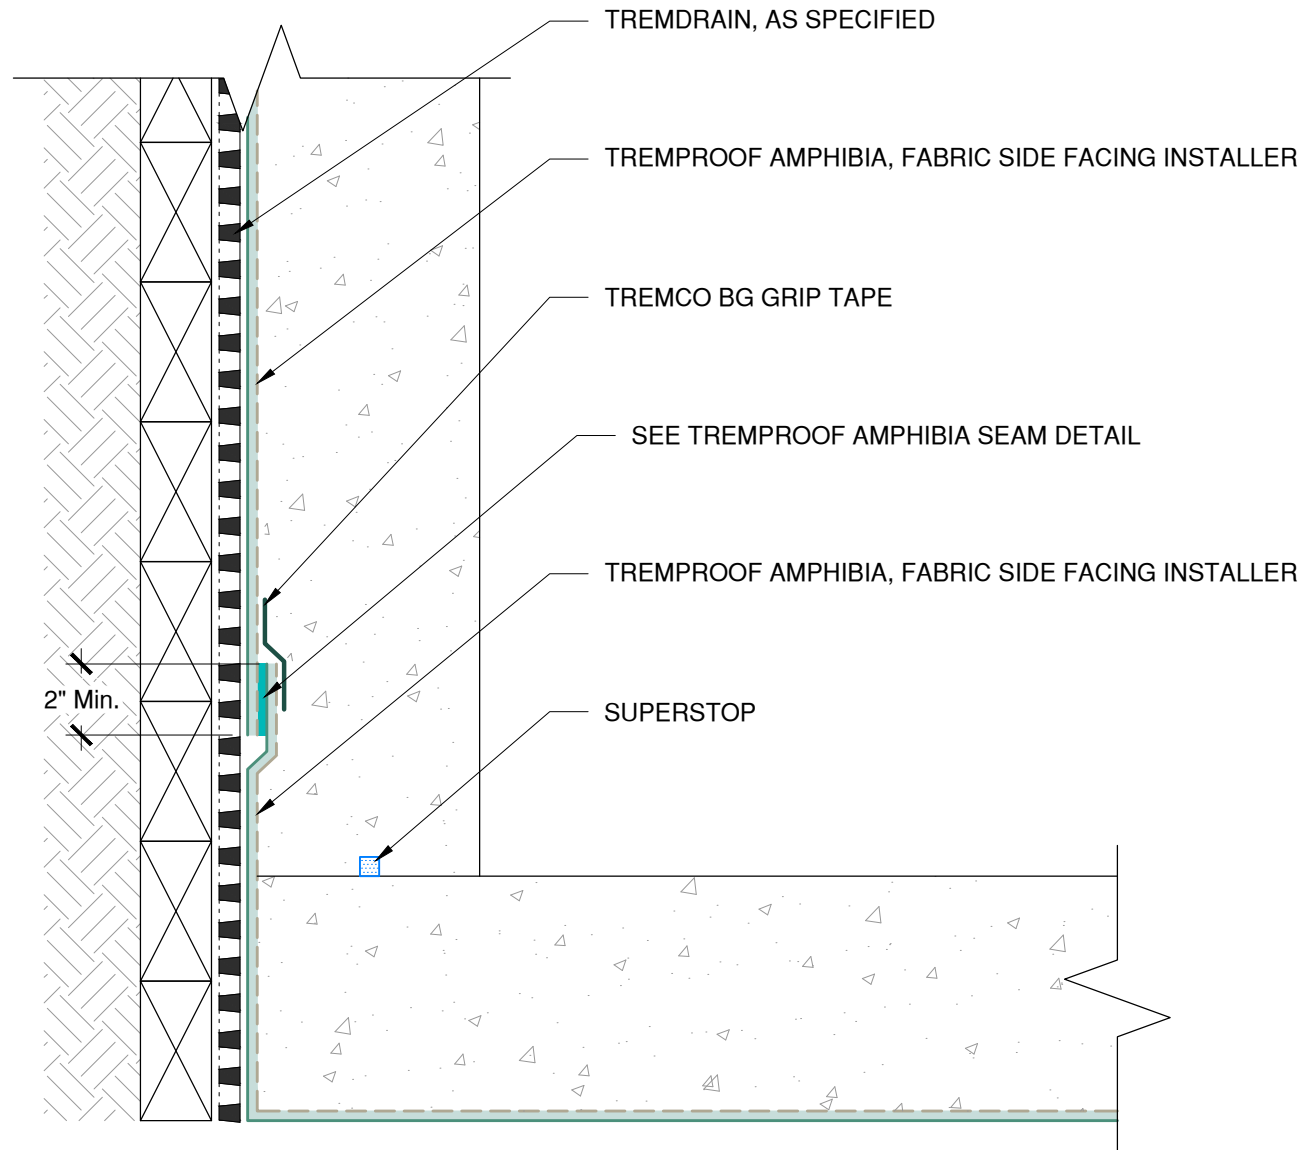 TREMDRAIN, AS SPECIFIED
TREMPROOF AMPHIBIA, FABRIC SIDE FACING INSTALLER
TREMCO BG GRIP TAPE
SEE TREMPROOF AMPHIBIA SEAM DETAIL
TREMPROOF AMPHIBIA, FABRIC SIDE FACING INSTALLER
2" Min.
SUPERSTOP